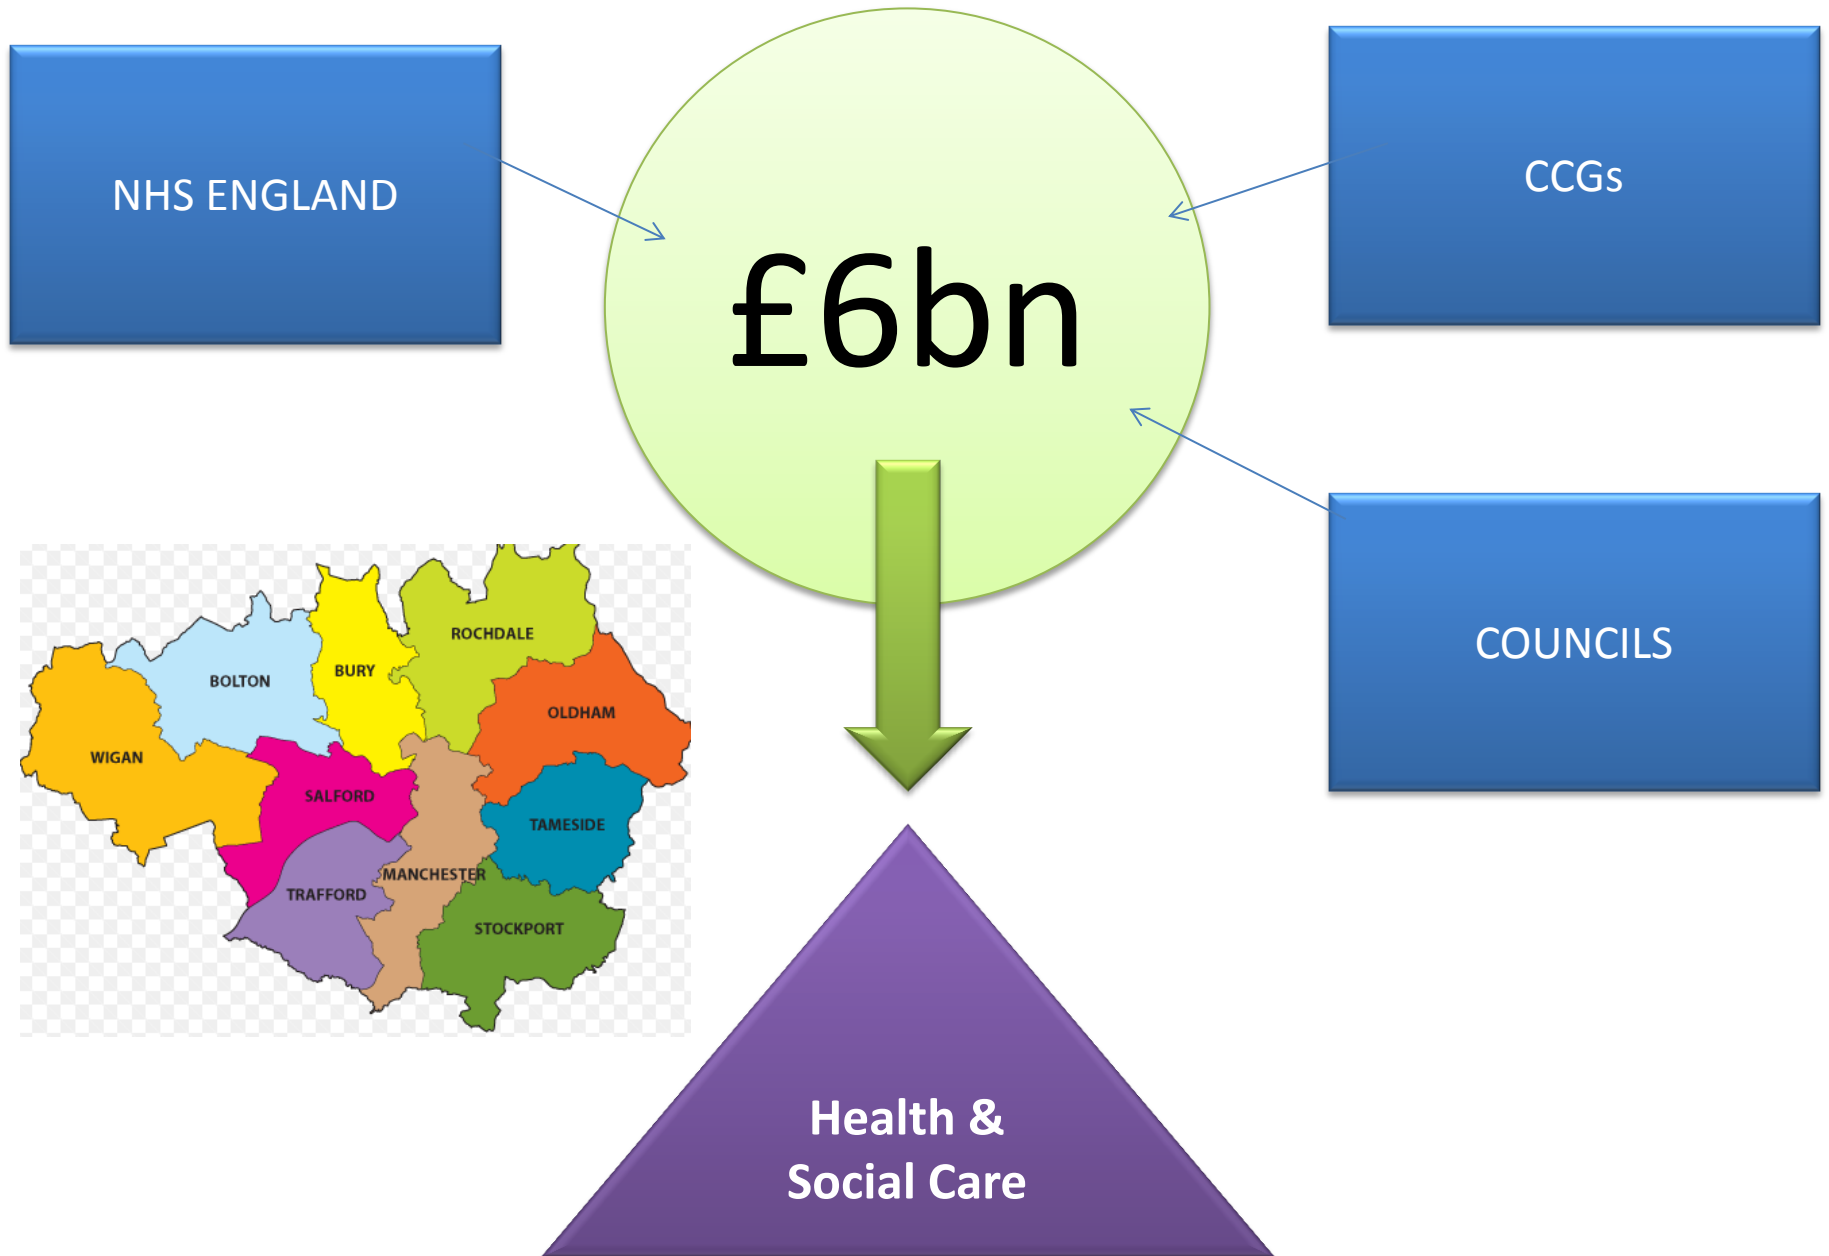 NHS ENGLAND
£6bn
CCGs
COUNCILS
ROCHDALE
BURY
BOLTON
OLDHAM
WIGAN
SALFORD
TAMESIDE
MANCHESTER
TRAFFORD
STOCKPORT
Health &
Social Care